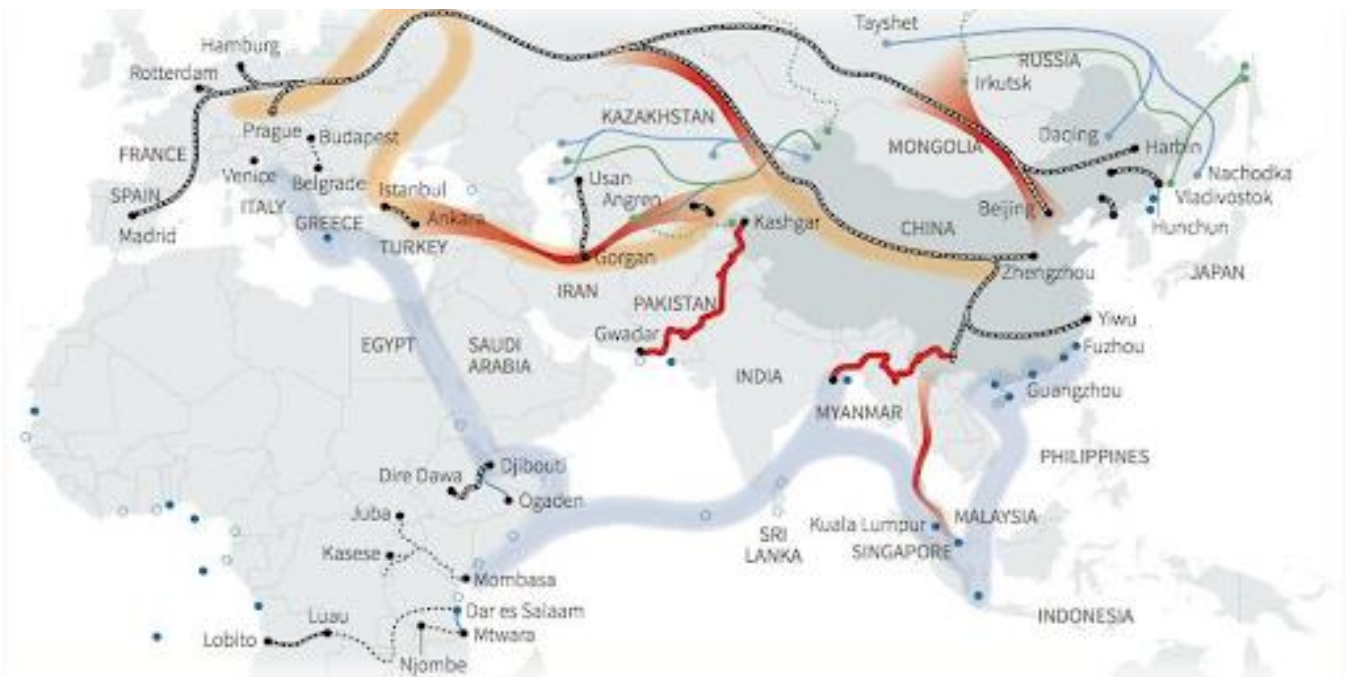 Tayshet
Hamburg
Rotterdam
RUSSIA
Irkutsk
KAZAKHSTAN
Prague
Budapest
MONGOLIA
Daqing
Harbin
FRANCE
Venice
Belgrade
Usan
Nachodka
SPAIN
ITALY
Istanbul
Angren
Vladivostok
Madrid
GREECE
Ankara
Kashgar
Beijing
Hunchun
TURKEY
CHINA
Gorgan
Zhengzhou
JAPAN
IRAN
PAKISTAN
Gwadar
Yiwu
EGYPT
SAUDI
ARABIA
Fuzhou
INDIA
Guangzhou
MYANMAR
PHILIPPINES
Dire Dawa
Djibouti
Ogaden
Juba
Kuala Lumpur
MALAYSIA
SRI
LANKA
SINGAPORE
Kasese
Mombasa
Dar es Salaam
INDONESIA
Luau
Lobito
Mtwara
Njombe